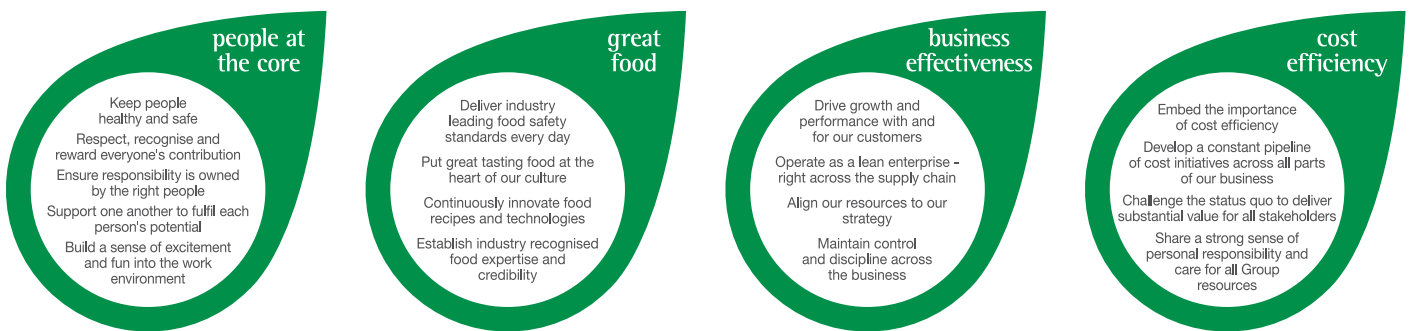 people at
the core
Keep people
healthy and safe
Respect, recognise and
reward everyone's contribution
Ensure responsibility is owned
by the right people
Support one another to fulfil each
person's potential
Build a sense of excitement
and fun into the work
environment
great
food
Deliver industry
leading food safety
standards every day
Put great tasting food at the
heart of our culture
Continuously innovate food
recipes and technologies
Establish industry recognised
food expertise and
credibility
business
effectiveness
Drive growth and
performance with and
for our customers
Operate as a lean enterprise -
right across the supply chain
Align our resources to our
strategy
Maintain control
and discipline across
the business
cost
efficiency
Embed the importance
of cost efficiency
Develop a constant pipeline
of cost initiatives across all parts
of our business
Challenge the status quo to deliver
substantial value for all stakeholders
Share a strong sense of
personal responsibility and
care for all Group
resources